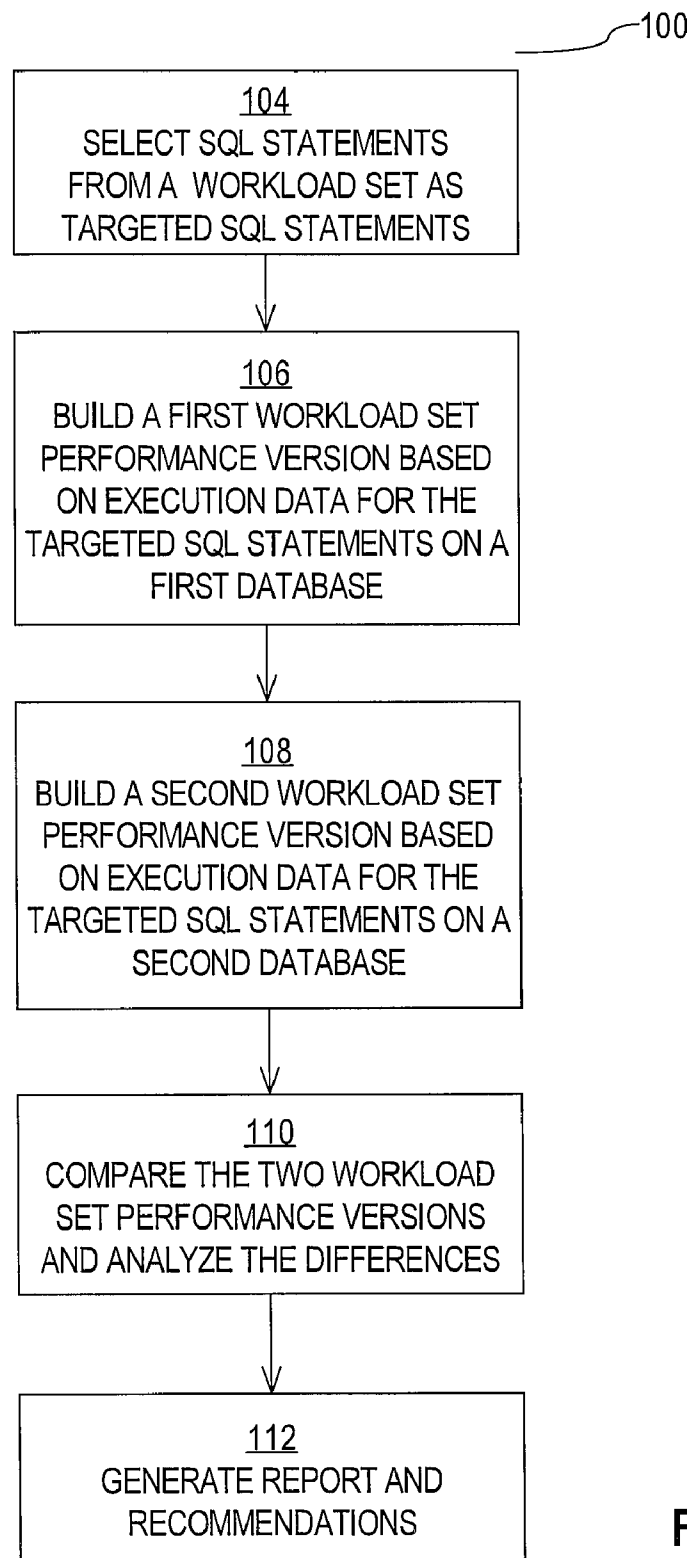 100
104
SELECT SQL STATEMENTS
FROM A WORKLOAD SET AS
TARGETED SQL STATEMENTS
106
BUILD A FIRST WORKLOAD SET
PERFORMANCE VERSION BASED
ON EXECUTION DATA FOR THE
TARGETED SQL STATEMENTS ON A
FIRST DATABASE
108
BUILD A SECOND WORKLOAD SET
PERFORMANCE VERSION BASED
ON EXECUTION DATA FOR THE
TARGETED SQL STATEMENTS ON A
SECOND DATABASE
110
COMPARE THE TWO WORKLOAD
SET PERFORMANCE VERSIONS
AND ANALYZE THE DIFFERENCES
112
GENERATE REPORT AND
RECOMMENDATIONS